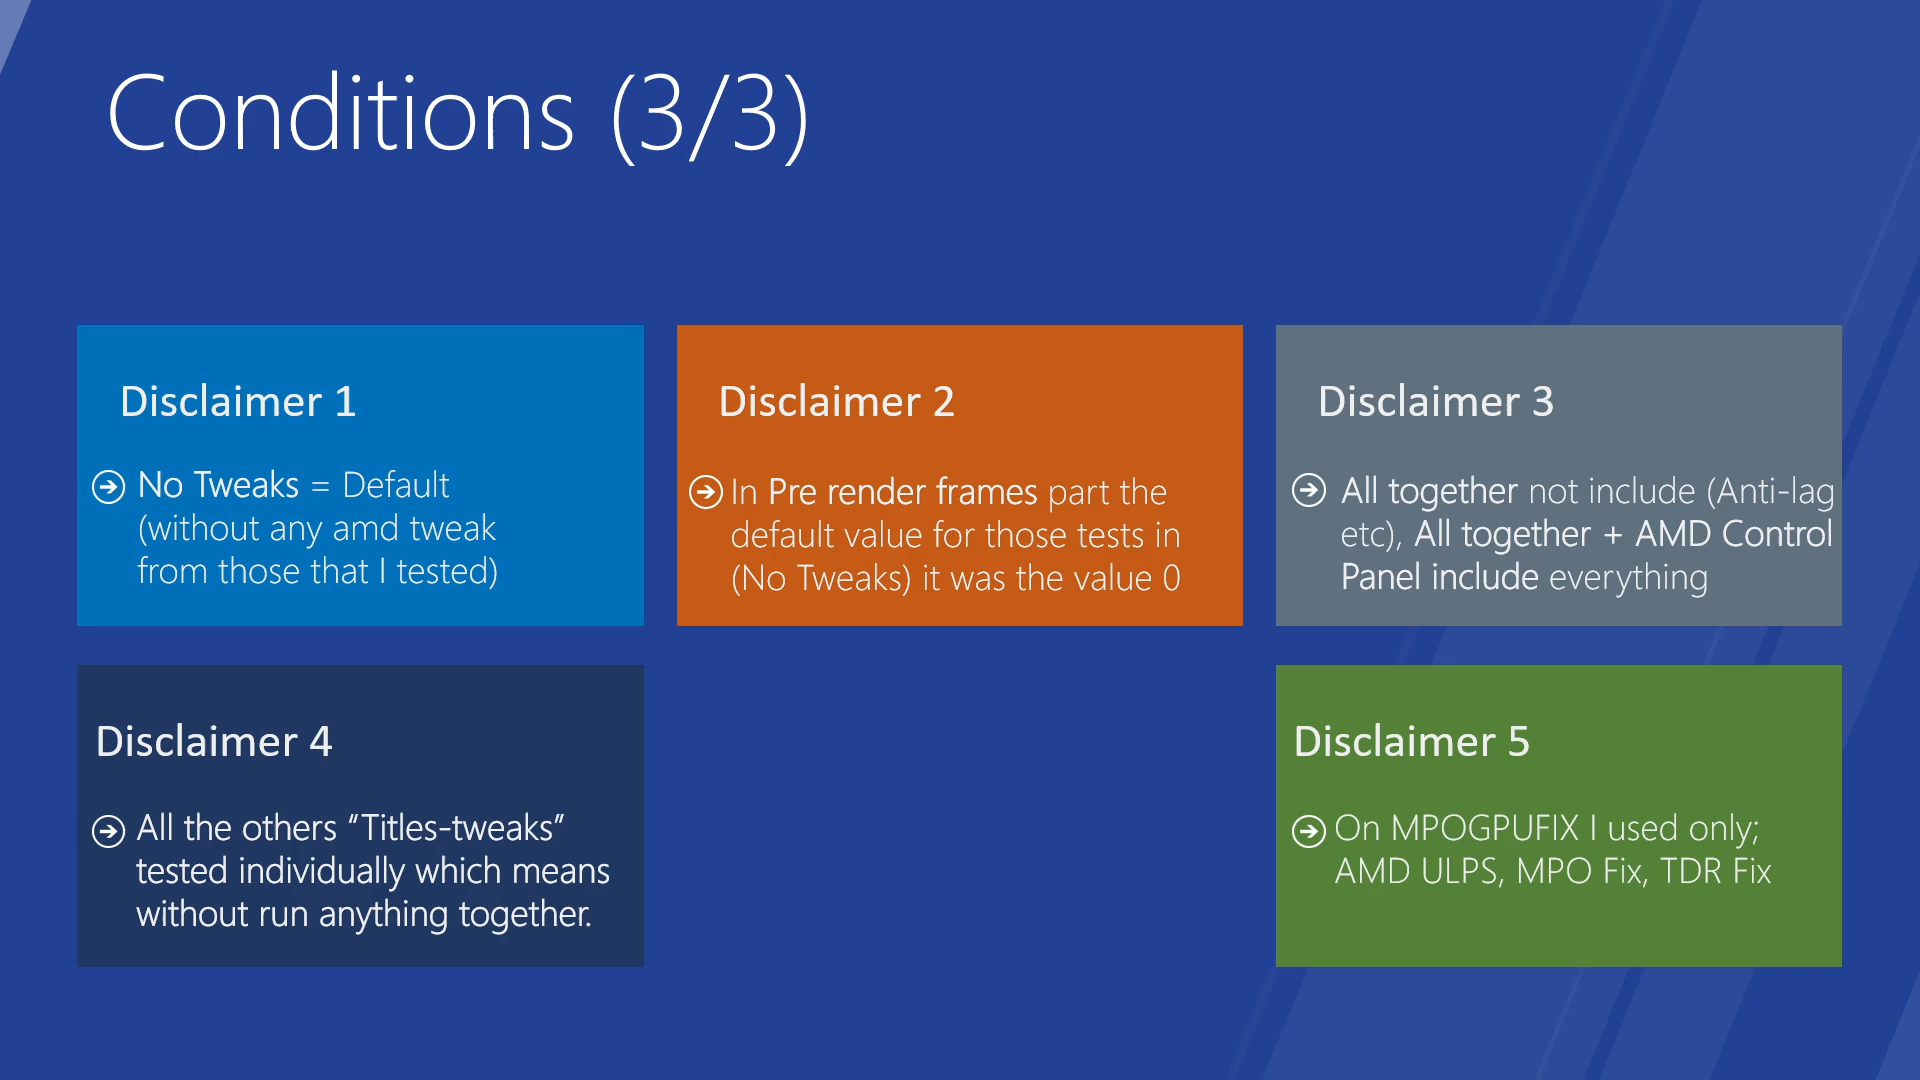 Conditions (3/3)
Disclaimer 1
No Tweaks = Default
(without any amd tweak
from those that I tested)
Disclaimer 2
In Pre render frames part the
default value for those tests in
(No Tweaks) it was the value 0
Disclaimer 3
All together not include (Anti-lag
etc), All together + AMD Control
Panel include everything
Disclaimer 4
All the others “Titles-tweaks”
tested individually which means
without run anything together.
Disclaimer 5
On MPOGPUFIX I used only;
AMD ULPS, MPO Fix, TDR Fix